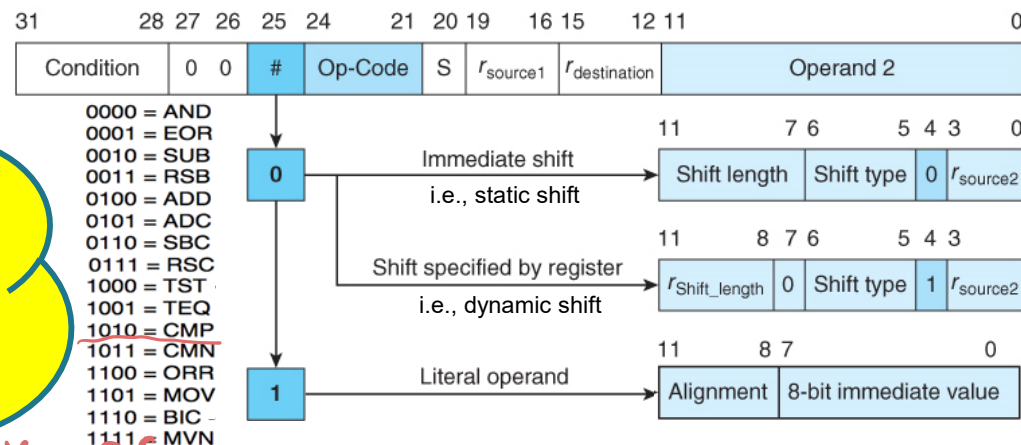 31 28 27 26 25 24 21 20 19 16 15 12 11 0
Condition 0 0 # Op-Code S rsource1 rdestination Operand 2
0000 = AND
0001 = EOR
0010 = SUB
0011 = RSB
0100 = ADD
0101 = ADC
0110 = SBC
0111 = RSC
1000 = TST
1001 = TEQ
1010 = CMP
1011 = CMN
1100 = ORR
1101 = MOV
1110 = BIC
1111 = MVN
0
Immediate shift
i.e., static shift
11 7 6 5 4 3 0
Shift length Shift type 0 rsource2
Shift specified by register
i.e., dynamic shift
11 8 7 6 5 4 3
rShift_length 0 Shift type 1 rsource2
1
Literal operand
11 8 7 0
Alignment 8-bit immediate value